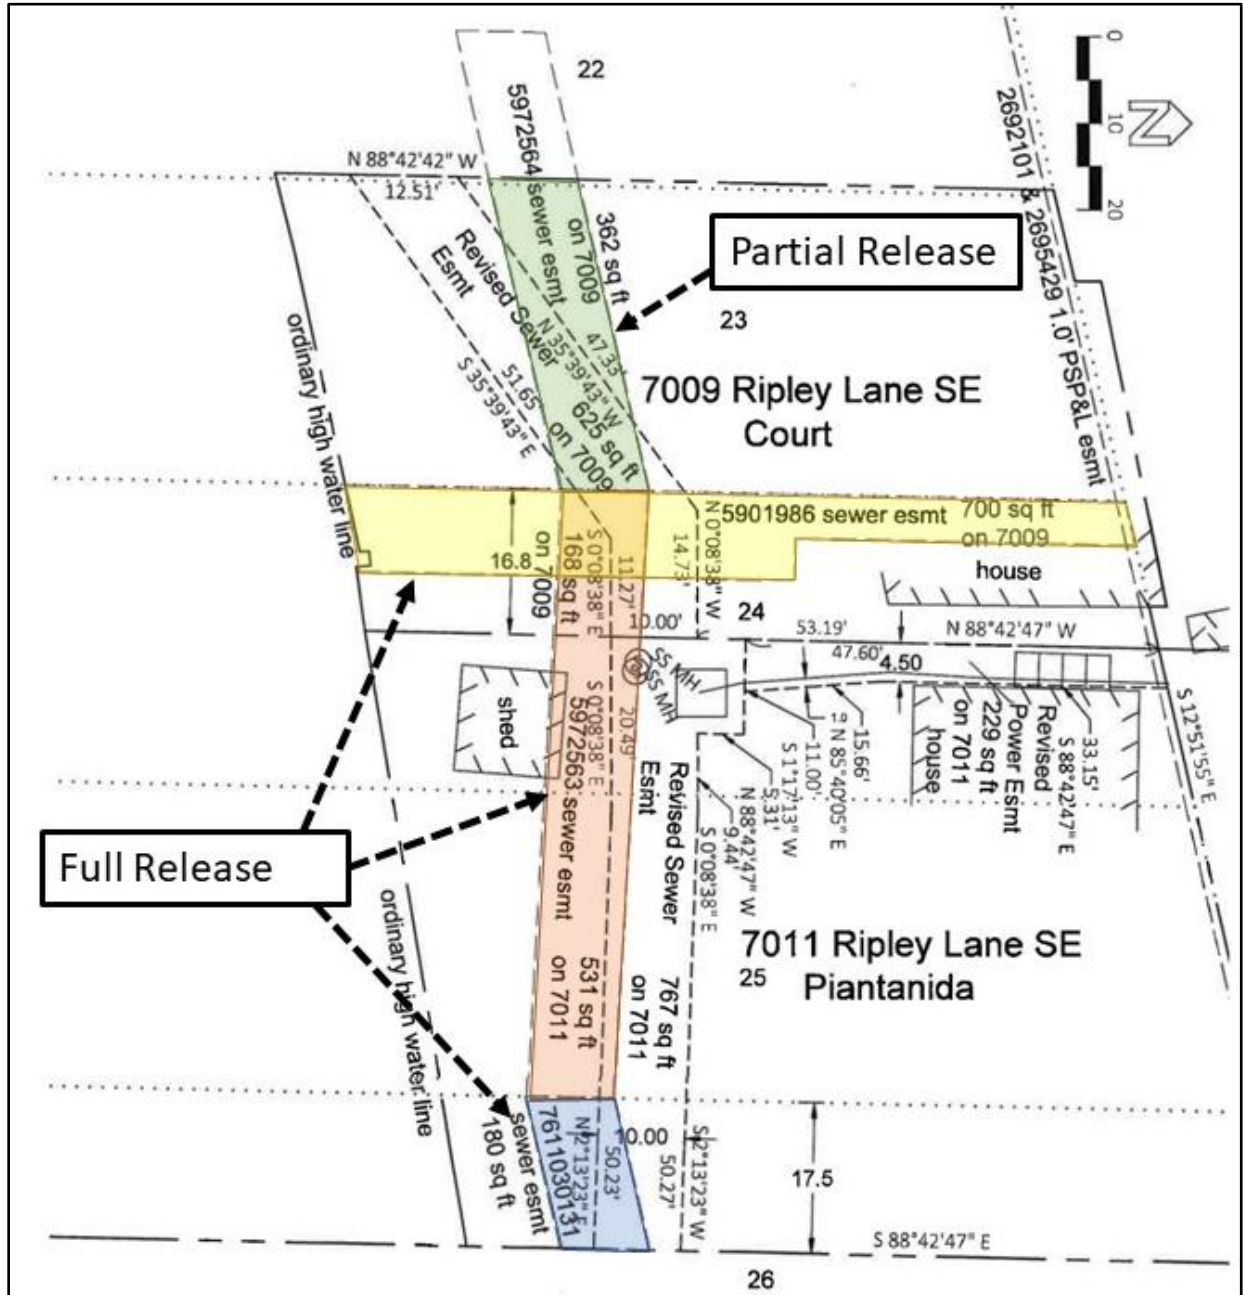 22
0
10
20
N
5972564 sewer esmt
on 7009
362 sq ft
2692101 & 2695429 1.0' PSP&L esmt
N 88°42'42" W
12.51'
Partial Release
Revised Sewer
Esmt
23
N 35°39'43" W
47.33'
51.65'
S 35°39'43" E
7009 Ripley Lane SE
Court
625 sq ft
on 7009
ordinary high water line
5901986 sewer esmt
700 sq ft
on 7009
house
16.8
168 sq ft
on 7009
S 0°08'38" E
11.27'
14.73'
N 0°08'38" W
24
10.00'
53.19'
N 88°42'47" W
47.60'
4.50
SS MH
SS MH
shed
S 0°08'38" E
20.49'
5972563 sewer esmt
Revised Sewer
Esmt
S 0°08'38" E
N 88°42'47" W
9.44'
S 1°17'13" W
5.31'
11.00'
N 85°40'05" E
15.66'
house
Revised
Power Esmt
229 sq ft
on 7011
33.15'
S 88°42'47" E
S 12°51'55" E
Full Release
ordinary high water line
531 sq ft
on 7011
767 sq ft
on 7011
7011 Ripley Lane SE
25
Piantanida
7611030131
sewer esmt
180 sq ft
N 2°13'23" E
10.00
50.23'
50.27'
S 2°13'23" W
17.5
S 88°42'47" E
26